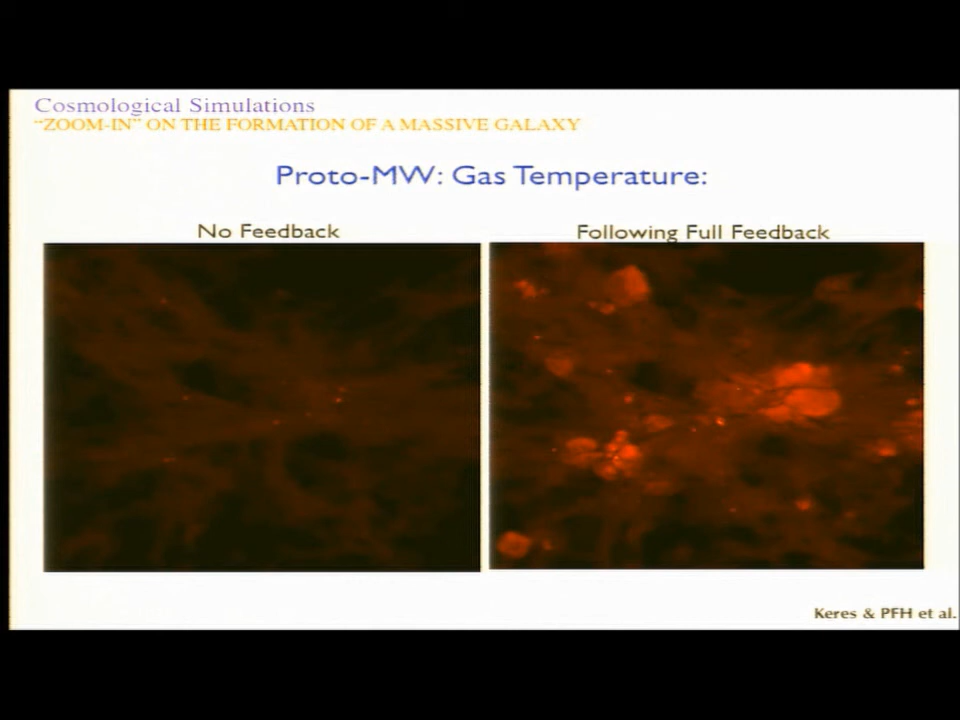 Cosmological Simulations
“ZOOM-IN” ON THE FORMATION OF A MASSIVE GALAXY
Proto-MW: Gas Temperature:
No Feedback
Following Full Feedback
Keres & PFH et al.